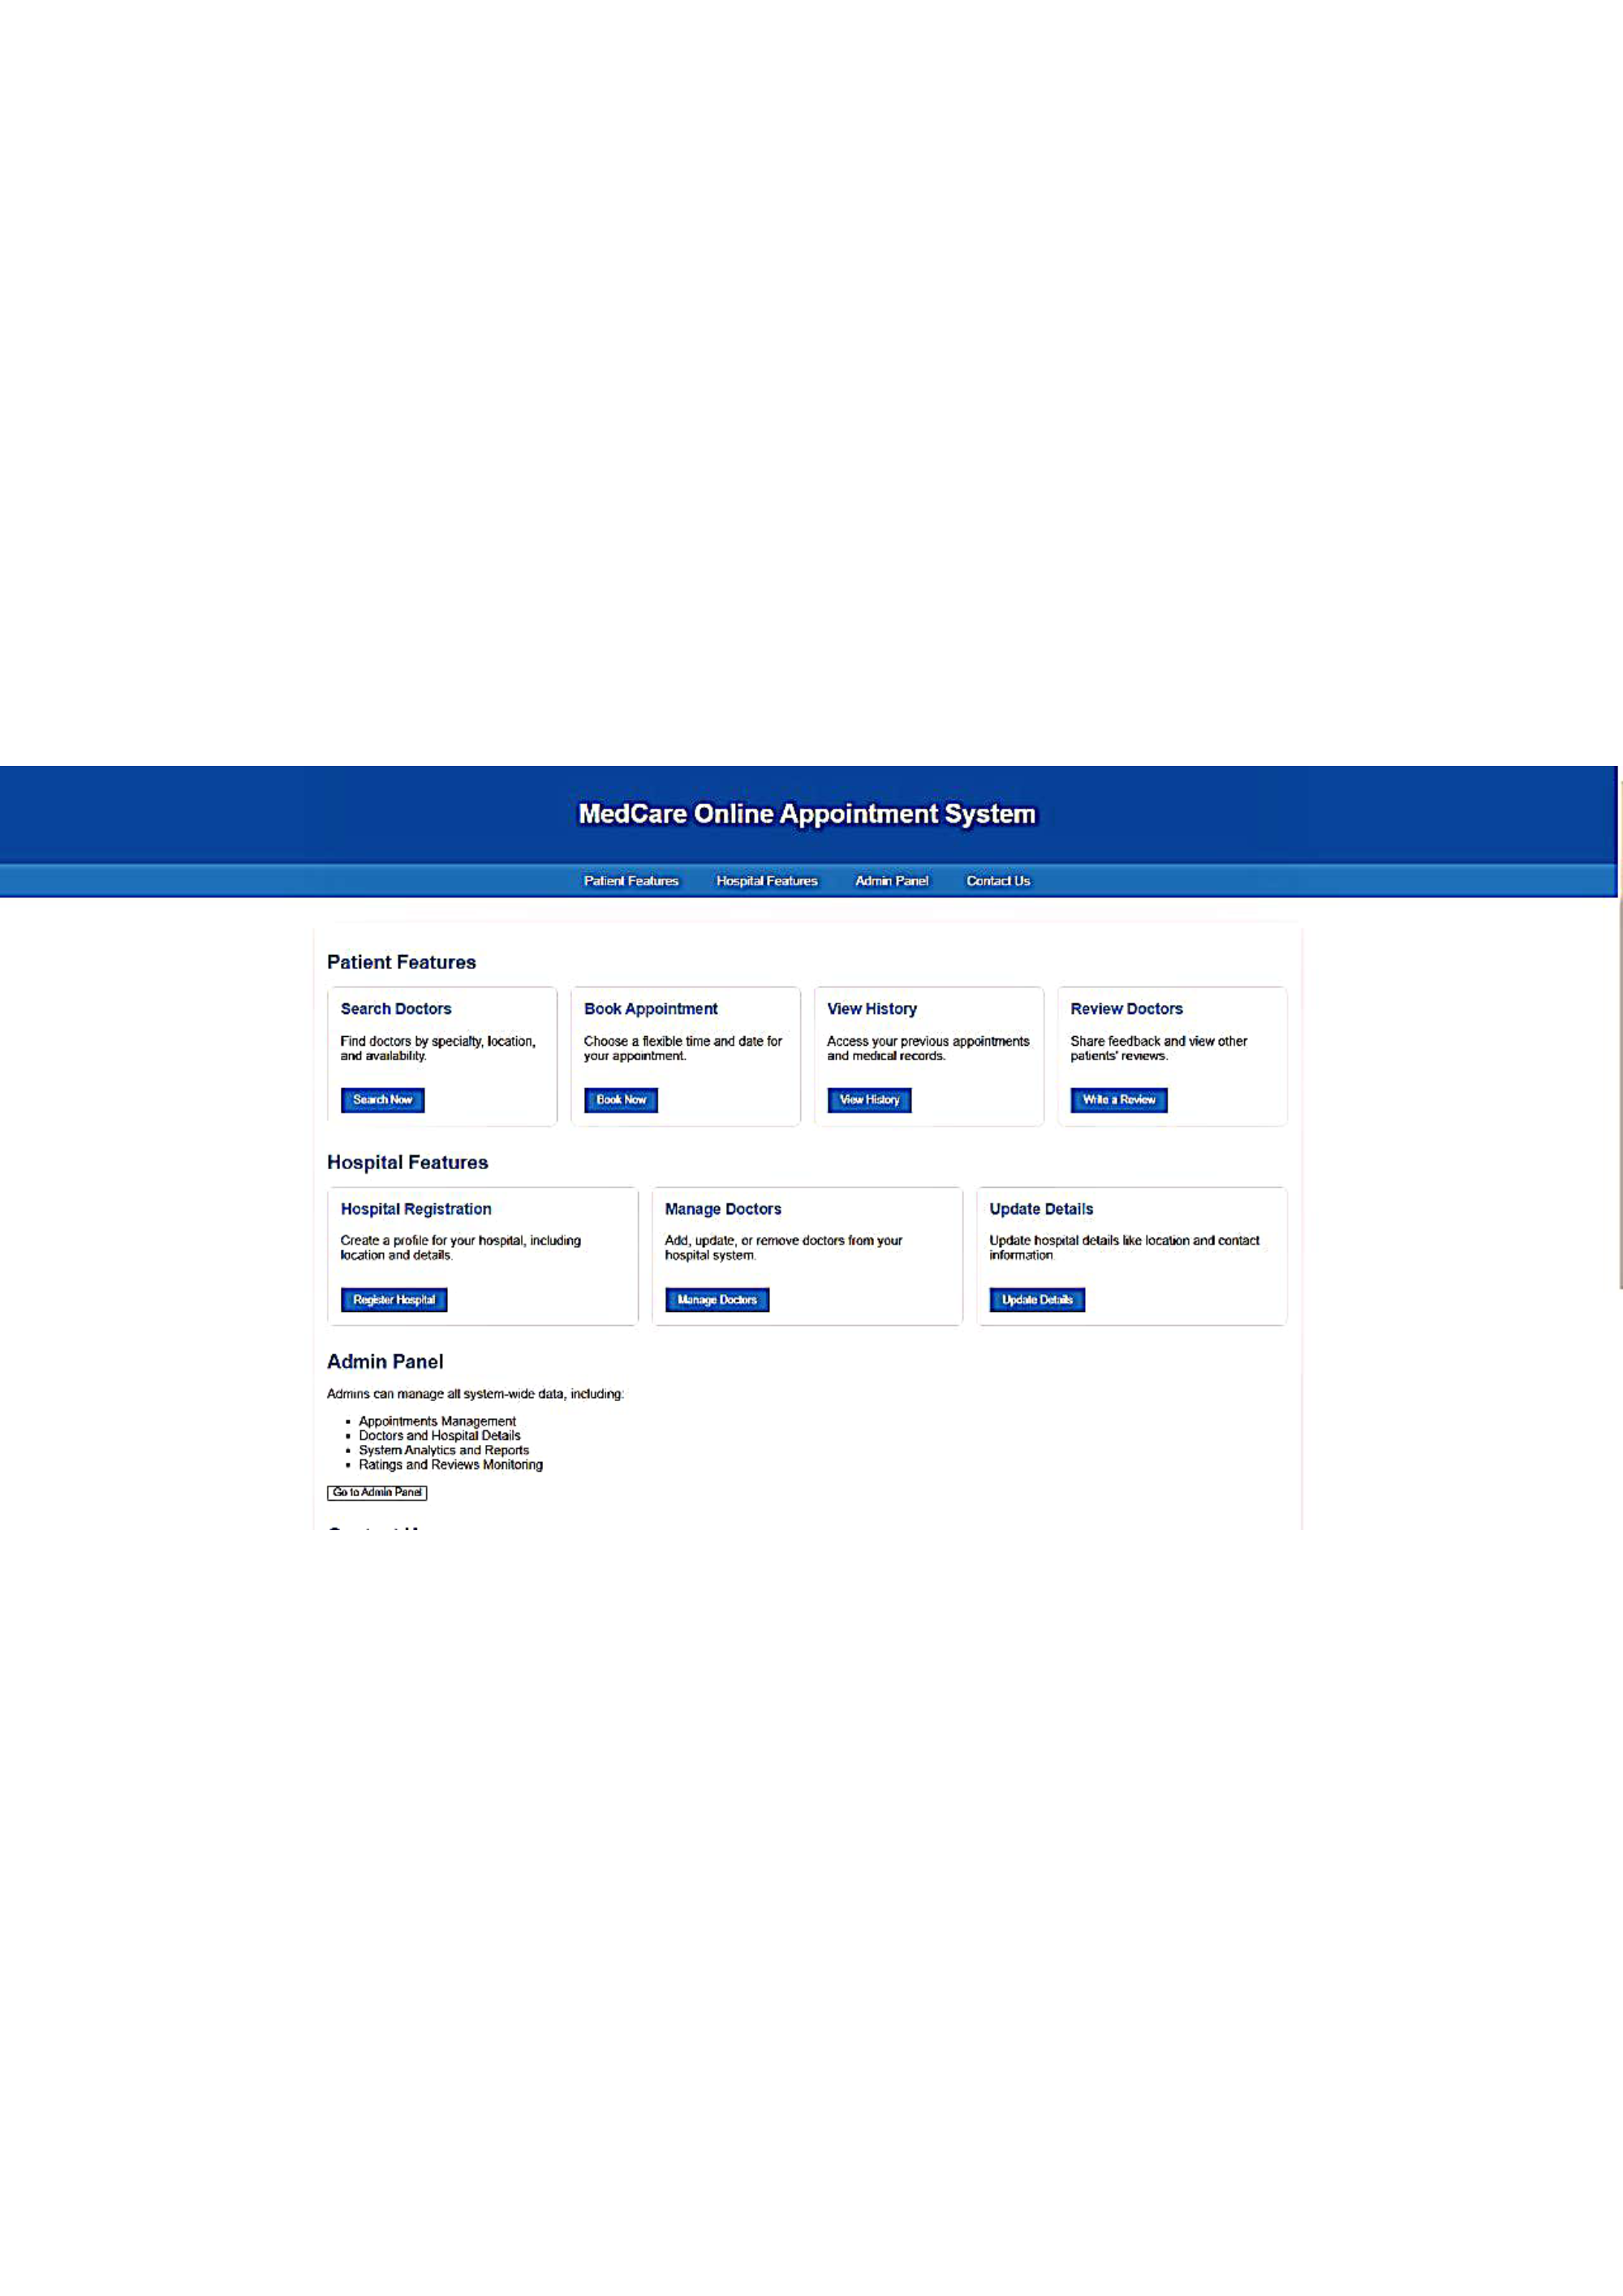 MedCare Online Appointment System
Patient Features Hospital Features Admin Panel Contact Us
Patient Features
Search Doctors
Find doctors by specialty, location,
and availability.
Search Now
Book Appointment
Choose a flexible time and date for
your appointment.
Book Now
View History
Access your previous appointments
and medical records.
View History
Review Doctors
Share feedback and view other
patients' reviews.
Write a Review
Hospital Features
Hospital Registration
Create a profile for your hospital, including
location and details.
Register Hospital
Manage Doctors
Add, update, or remove doctors from your
hospital system.
Manage Doctors
Update Details
Update hospital details like location and contact
information.
Update Details
Admin Panel
Admins can manage all system-wide data, including:
Appointments Management
Doctors and Hospital Details
System Analytics and Reports
Ratings and Reviews Monitoring
Go to Admin Panel